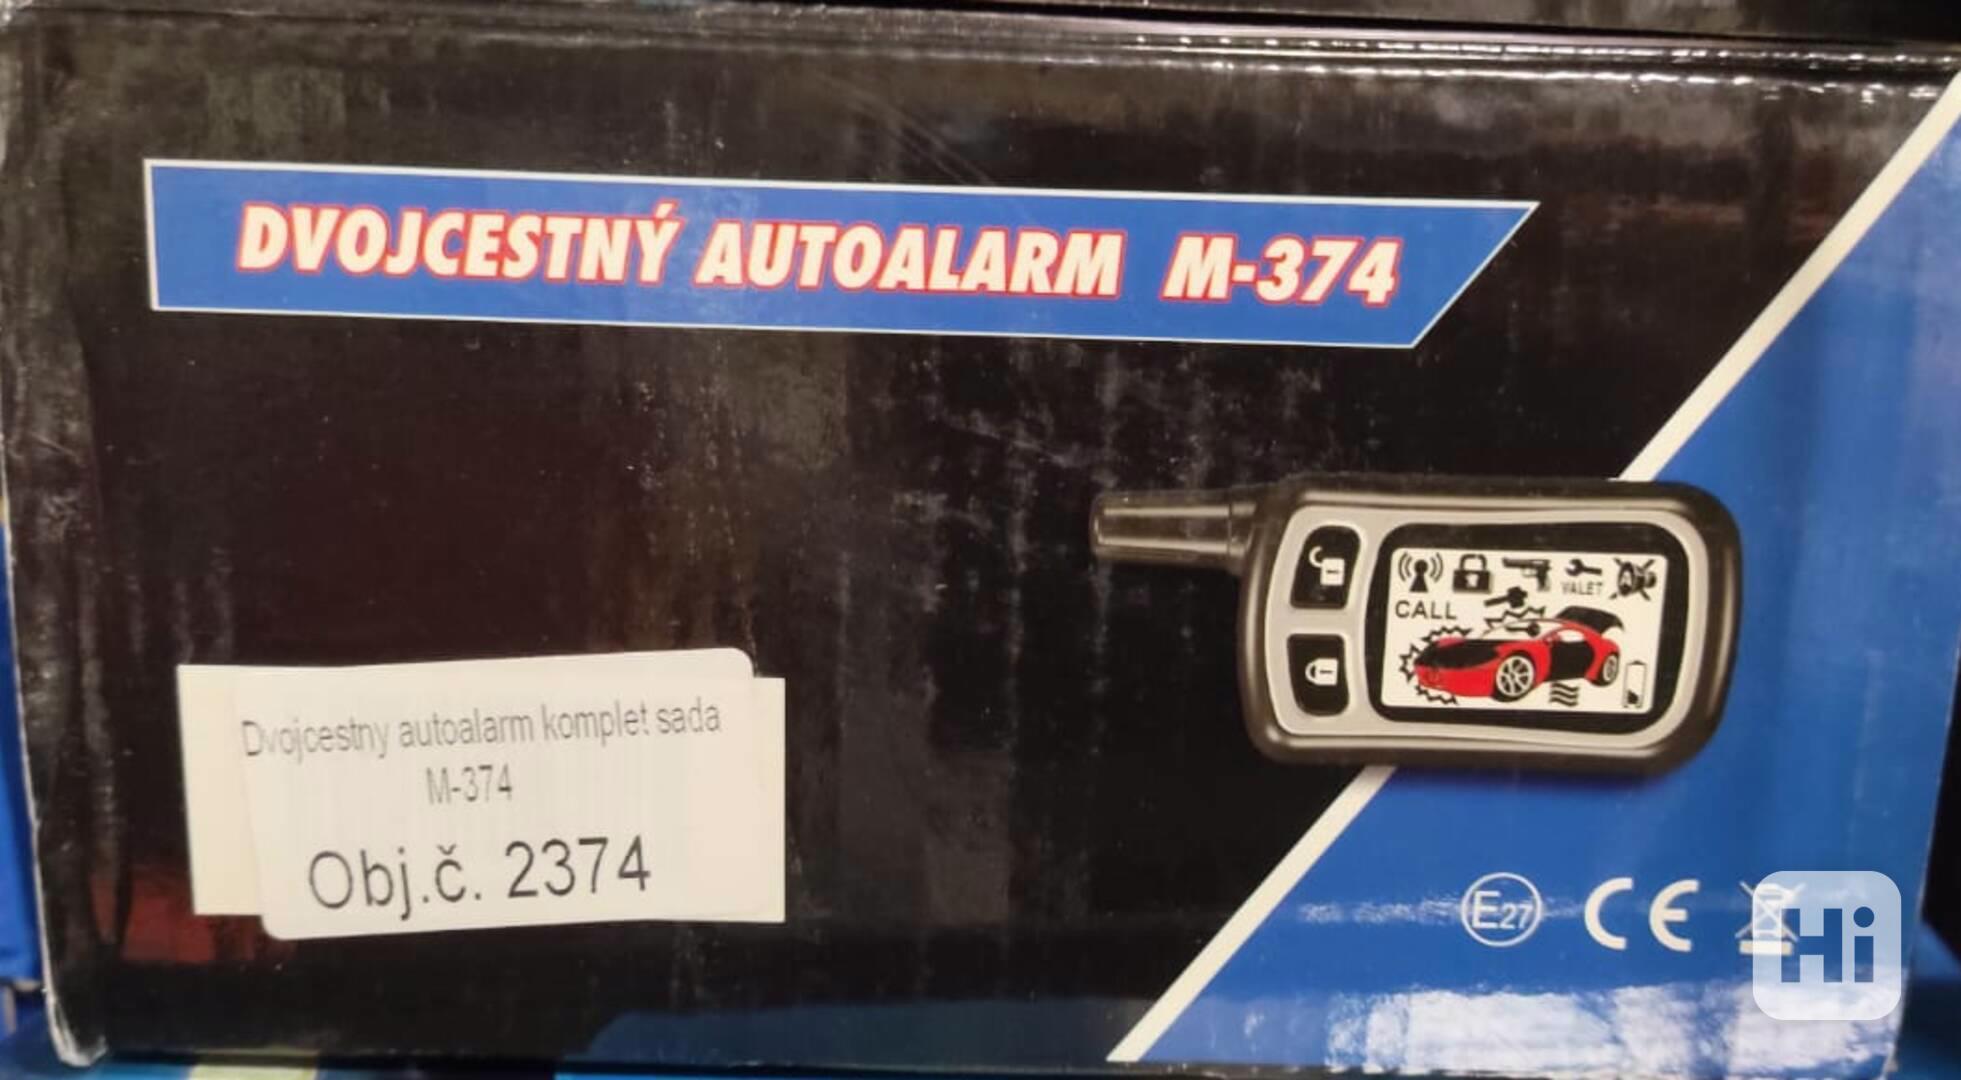 DVOJCESTNÝ AUTOALARM M-374
VALET
CALL
Dvojcestny autoalarm komplet sada
M-374
Obj.č. 2374
E27 CE
Hi